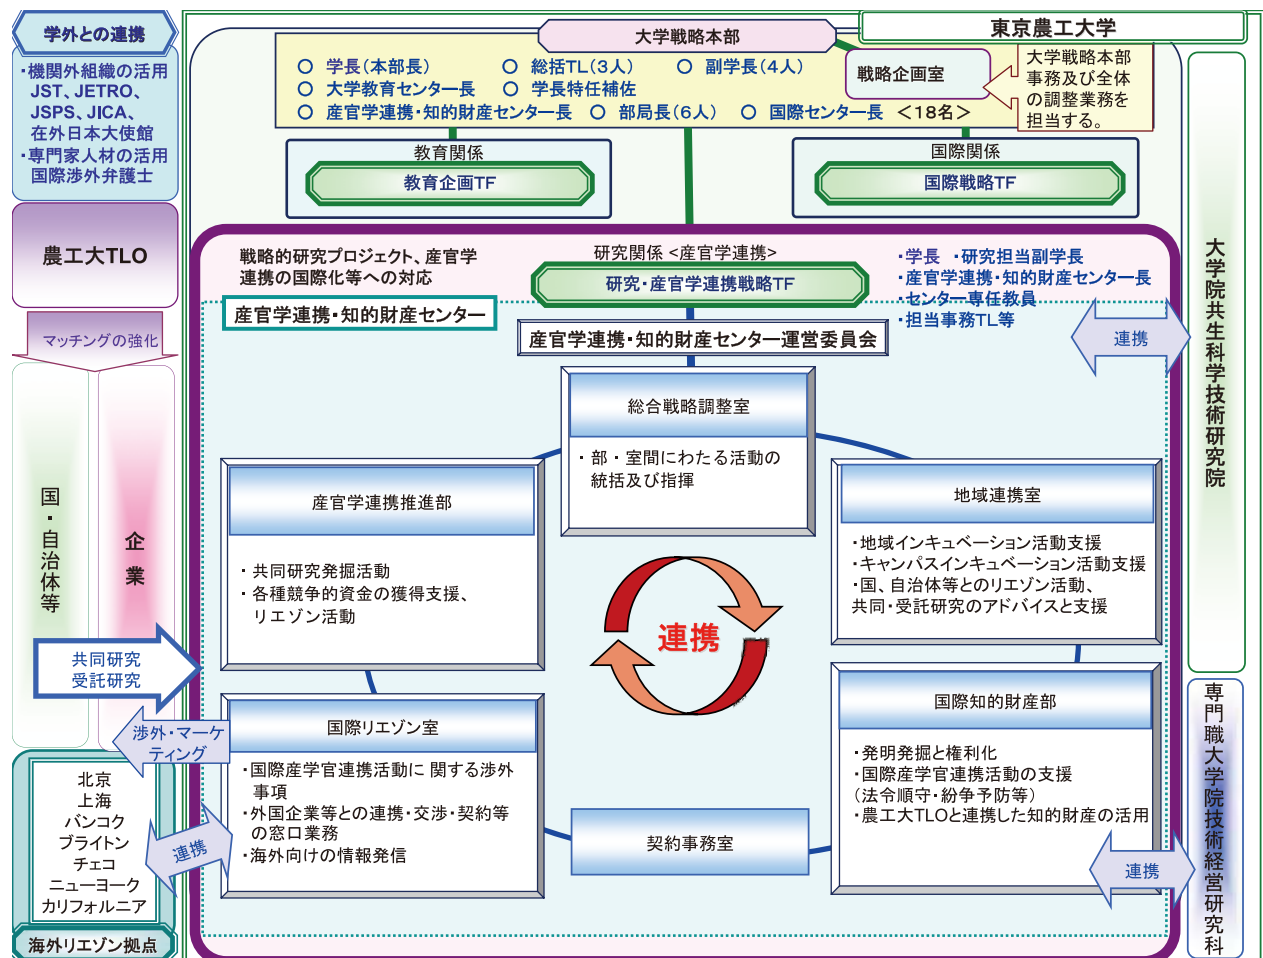 学外との連携
・機関外組織の活用
JST、JETRO、
JSPS、JICA、
在外日本大使館
・専門家人材の活用
国際渉外弁護士
農工大TLO
マッチングの強化
国・自治体等
企業
共同研究
受託研究
渉外・マーケ
ティング
北京
上海
バンコク
ブライトン
チェコ
ニューヨーク
カリフォルニア
海外リエゾン拠点
連携
東京農工大学
大学戦略本部
○ 学長(本部長) ○ 総括TL(3人) ○ 副学長(4人)
○ 大学教育センター長 ○ 学長特任補佐
○ 産官学連携・知的財産センター長 ○ 部局長(6人) ○ 国際センター長 <18名>
戦略企画室
大学戦略本部
事務及び全体
の調整業務を
担当する。
教育関係
教育企画TF
国際関係
国際戦略TF
戦略的研究プロジェクト、産官学
連携の国際化等への対応
研究関係 <産官学連携>
研究・産官学連携戦略TF
・学長 ・研究担当副学長
・産官学連携・知的財産センター長
・センター専任教員
・担当事務TL等
産官学連携・知的財産センター
産官学連携・知的財産センター運営委員会
連携
総合戦略調整室
・部・室間にわたる活動の
統括及び指揮
産官学連携推進部
・共同研究発掘活動
・各種競争的資金の獲得支援、
リエゾン活動
地域連携室
・地域インキュベーション活動支援
・キャンパスインキュベーション活動支援
・国、自治体等とのリエゾン活動、
共同・受託研究のアドバイスと支援
連携
国際リエゾン室
・国際産学官連携活動に 関する渉外
事項
・外国企業等との連携・交渉・契約等
の窓口業務
・海外向けの情報発信
国際知的財産部
・発明発掘と権利化
・国際産学官連携活動の支援
(法令順守・紛争予防等)
・農工大TLOと連携した知的財産の活用
契約事務室
連携
大学院共生科学技術研究院
専門職大学院技術経営研究科